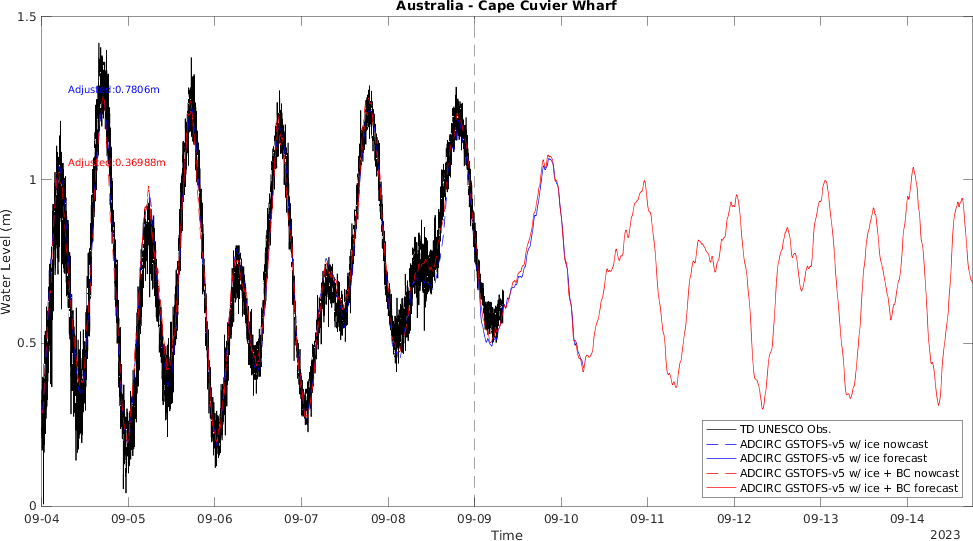 Australia - Cape Cuvier Wharf
1.5
Adjusted:0.7806m
Adjusted:0.36988m
1
Water Level (m)
0.5
TD UNESCO Obs.
ADCIRC GSTOFS-v5 w/ ice nowcast
ADCIRC GSTOFS-v5 w/ ice forecast
ADCIRC GSTOFS-v5 w/ ice + BC nowcast
ADCIRC GSTOFS-v5 w/ ice + BC forecast
0
09-04 09-05 09-06 09-07 09-08 09-09 09-10 09-11 09-12 09-13 09-14
Time
2023